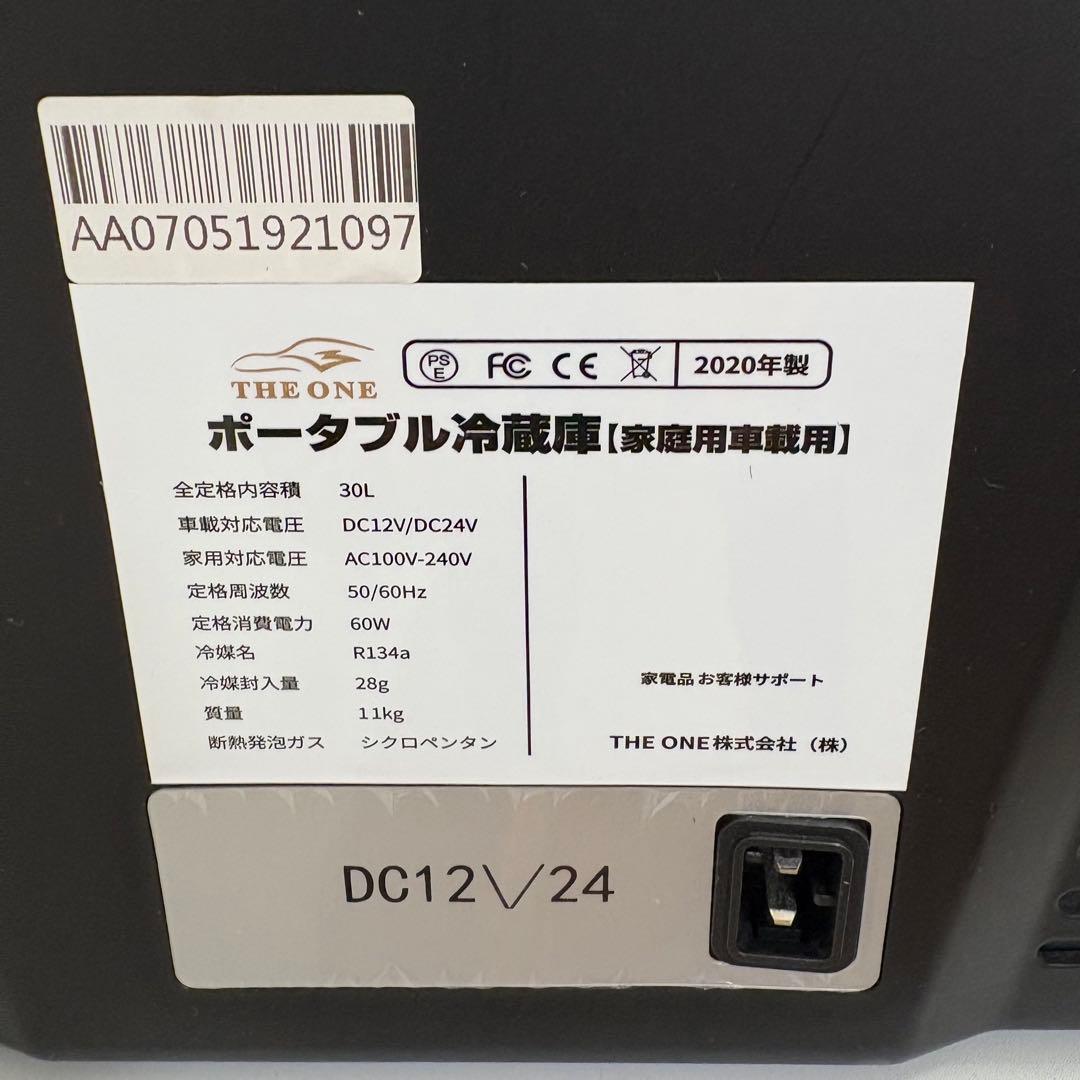 AA07051921097
THE ONE
PS E FC CE 2020年製
ポータブル冷蔵庫【家庭用車載用】
全定格内容積 30L
車載対応電圧 DC12V/DC24V
家用対応電圧 AC100V-240V
定格周波数 50/60Hz
定格消費電力 60W
冷媒名 R134a
冷媒封入量 28g
質量 11kg
断熱発泡ガス シクロペンタン
家電品 お客様サポート
THE ONE株式会社（株）
DC12V/24